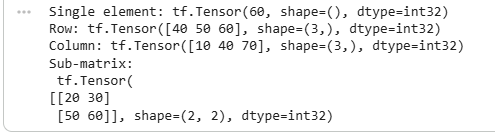 Single element: tf.Tensor(60, shape=(), dtype=int32)
Row: tf.Tensor([40 50 60], shape=(3,), dtype=int32)
Column: tf.Tensor([10 40 70], shape=(3,), dtype=int32)
Sub-matrix:
 tf.Tensor(
[[20 30]
 [50 60]], shape=(2, 2), dtype=int32)